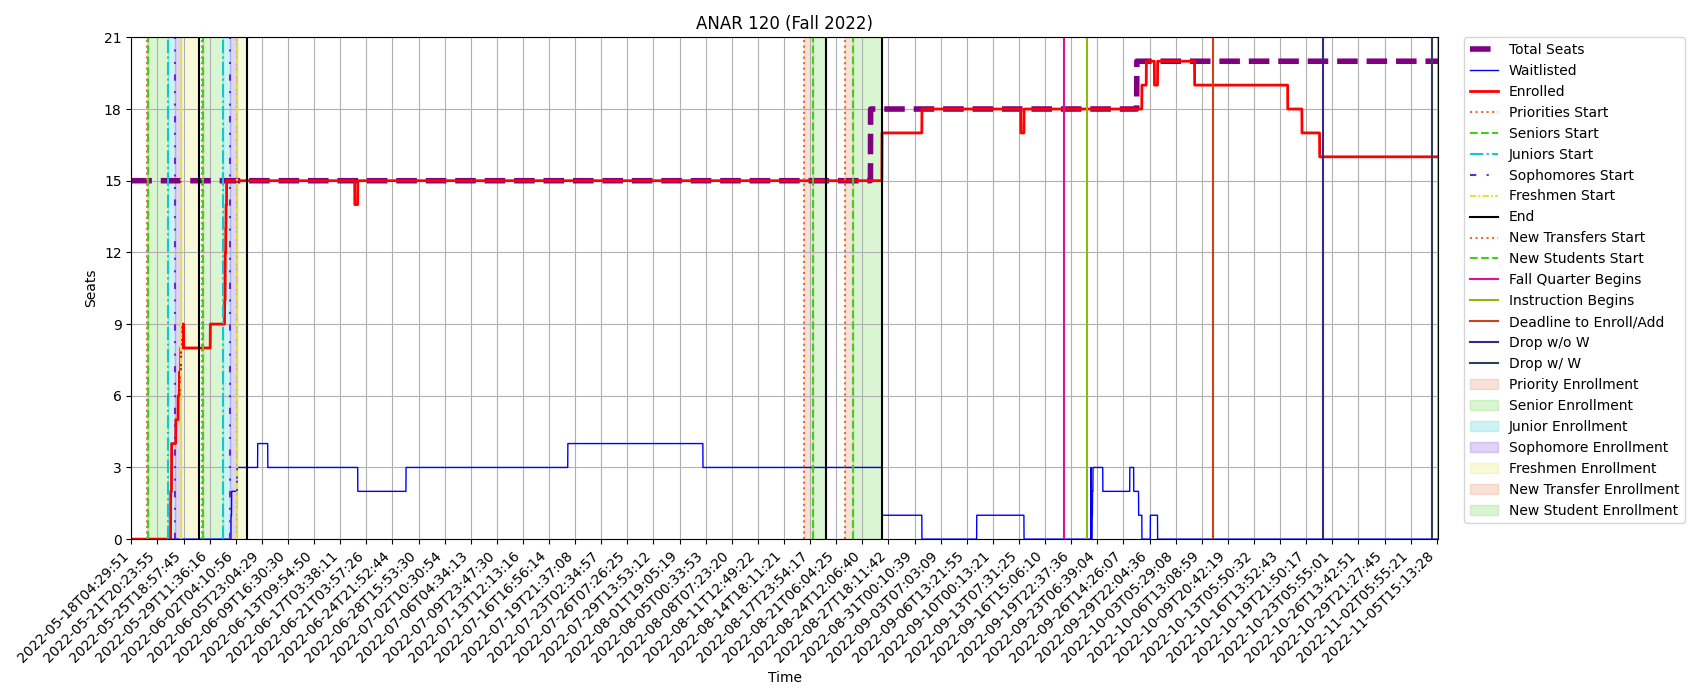 ANAR 120 (Fall 2022)
21
18
15
12
9
6
3
0
Seats
2022-05-18T04:29:51
2022-05-21T20:23:55
2022-05-25T18:57:45
2022-05-29T11:36:16
2022-06-02T04:10:56
2022-06-05T23:04:29
2022-06-09T16:30:30
2022-06-13T09:54:50
2022-06-17T03:38:11
2022-06-21T03:57:26
2022-06-24T21:52:44
2022-06-28T15:53:30
2022-07-02T10:30:54
2022-07-06T04:34:13
2022-07-09T23:47:30
2022-07-13T12:13:16
2022-07-16T16:56:14
2022-07-19T21:37:08
2022-07-23T02:34:57
2022-07-26T07:26:25
2022-07-29T13:53:12
2022-08-01T19:05:19
2022-08-05T00:33:53
2022-08-08T07:23:20
2022-08-11T12:49:22
2022-08-14T18:11:21
2022-08-17T23:54:17
2022-08-21T06:04:25
2022-08-24T12:06:40
2022-08-27T18:11:42
2022-08-31T00:10:39
2022-09-03T07:03:09
2022-09-06T13:21:55
2022-09-10T01:13:21
2022-09-13T07:31:25
2022-09-16T15:06:10
2022-09-19T22:37:36
2022-09-23T06:39:04
2022-09-26T14:26:07
2022-09-29T22:04:36
2022-10-03T05:29:08
2022-10-06T13:08:59
2022-10-09T20:42:19
2022-10-13T05:50:32
2022-10-16T13:52:43
2022-10-19T21:50:17
2022-10-23T05:55:01
2022-10-26T13:42:51
2022-10-29T21:27:45
2022-11-02T05:55:21
2022-11-05T15:13:28
Time
Total Seats
Waitlisted
Enrolled
Priorities Start
Seniors Start
Juniors Start
Sophomores Start
Freshmen Start
End
New Transfers Start
New Students Start
Fall Quarter Begins
Instruction Begins
Deadline to Enroll/Add
Drop w/o W
Drop w/ W
Priority Enrollment
Senior Enrollment
Junior Enrollment
Sophomore Enrollment
Freshmen Enrollment
New Transfer Enrollment
New Student Enrollment